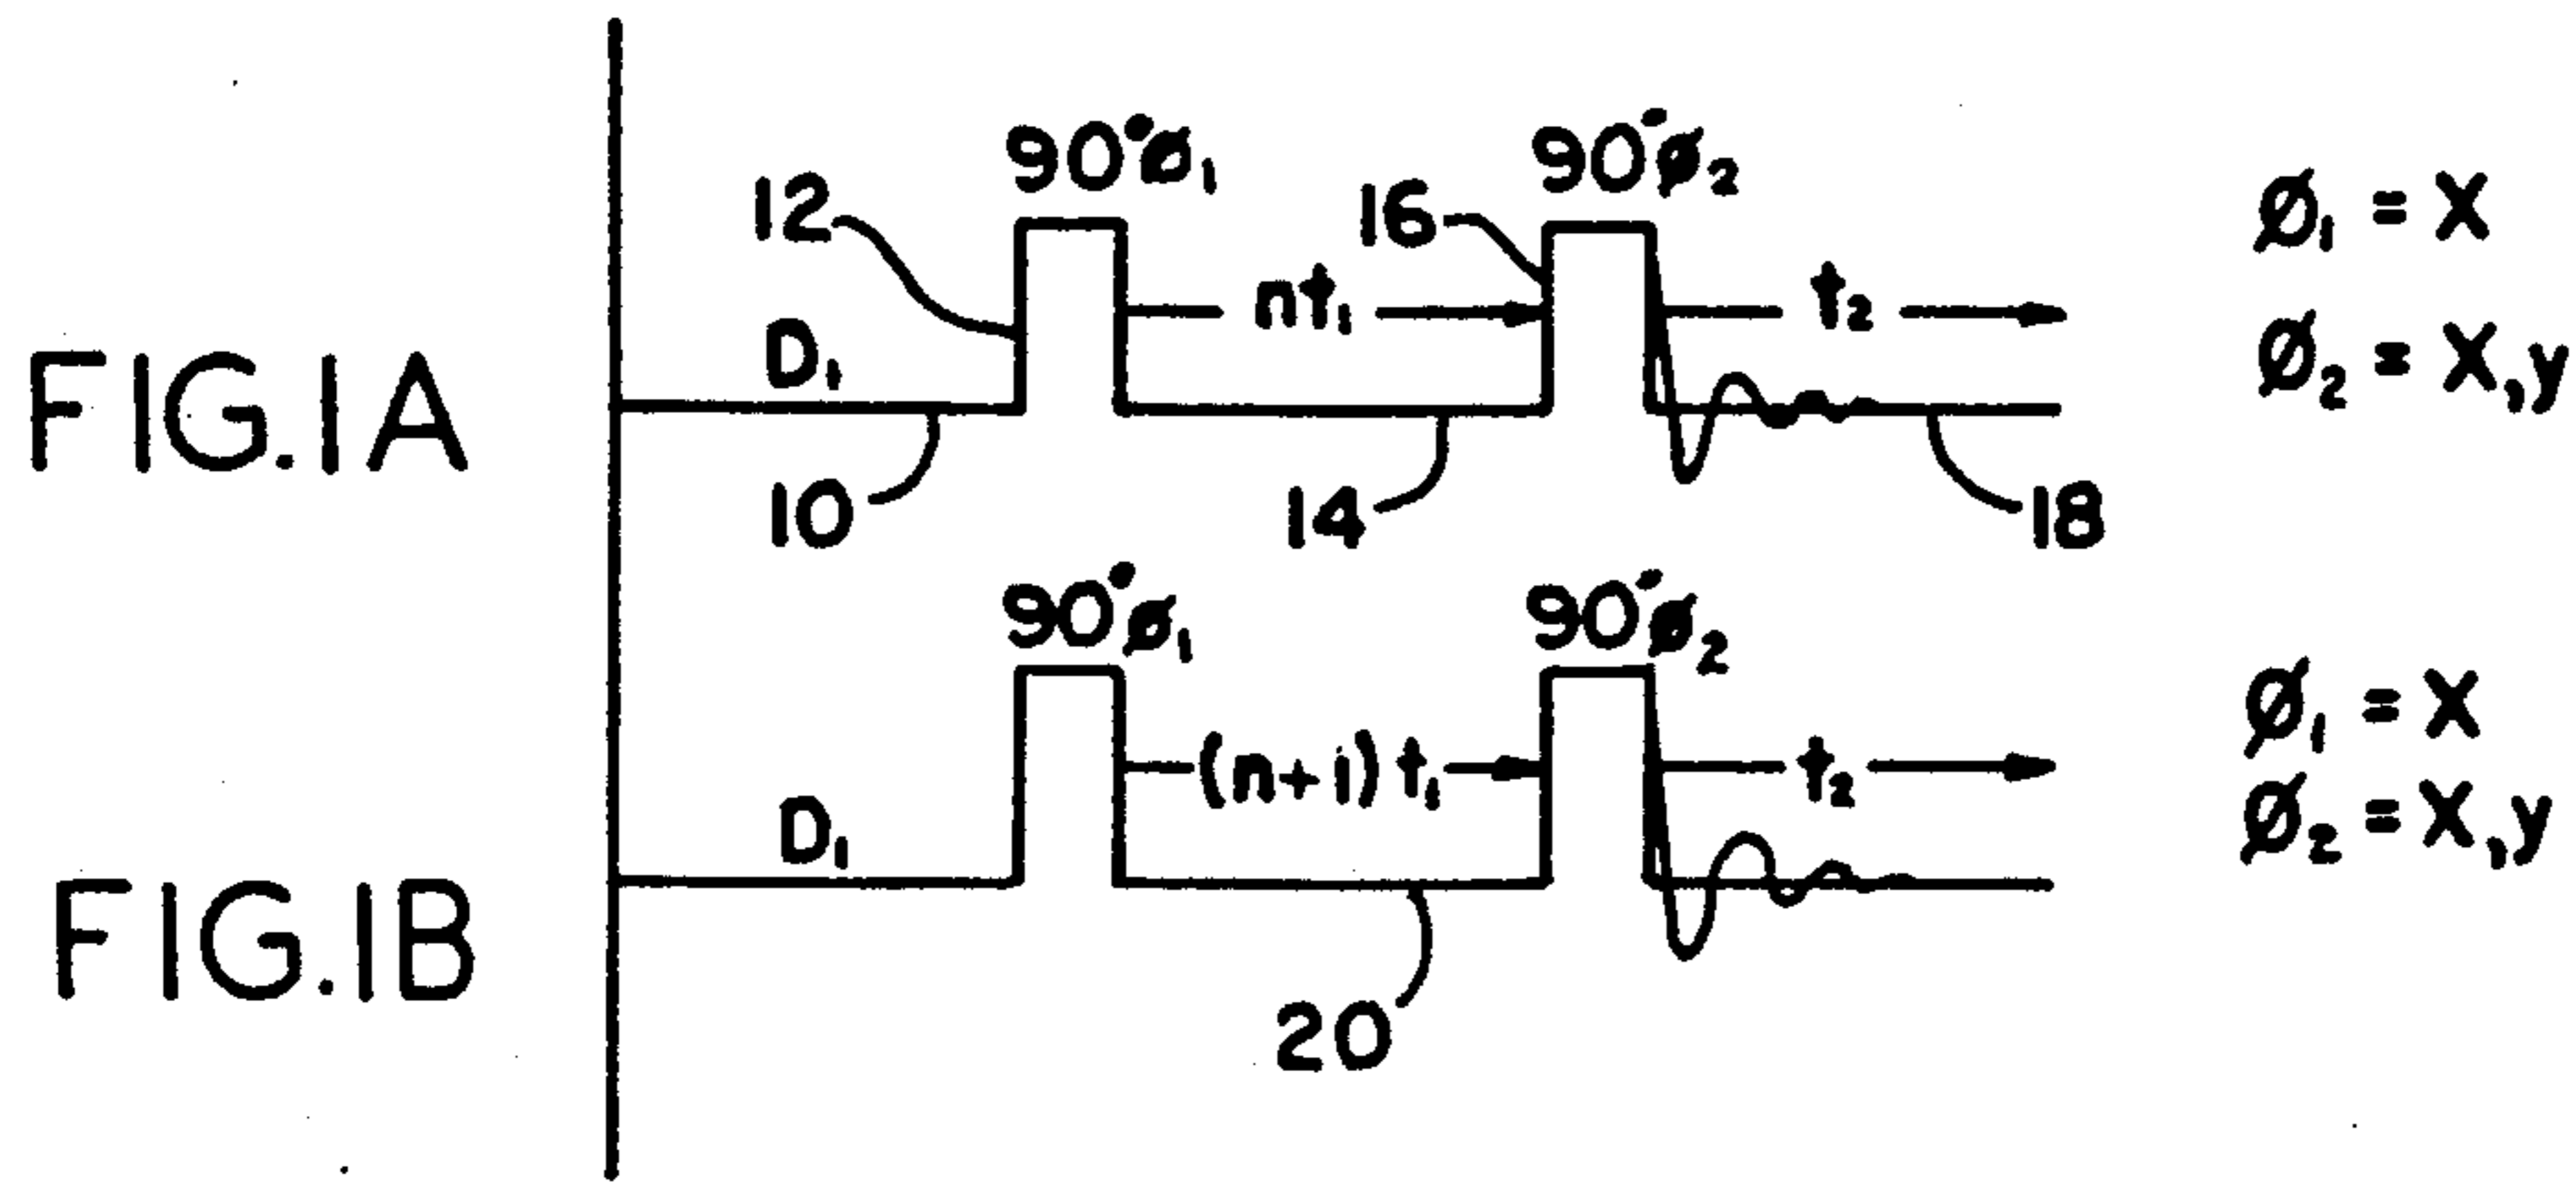 FIG.1A
90°ø₁
90°ø₂
12
16
nt₁
t₂
D₁
10
14
18
ø₁ = X
ø₂ = X,y
FIG.1B
90°ø₁
90°ø₂
(n+1)t₁
t₂
D₁
20
ø₁ = X
ø₂ = X,y